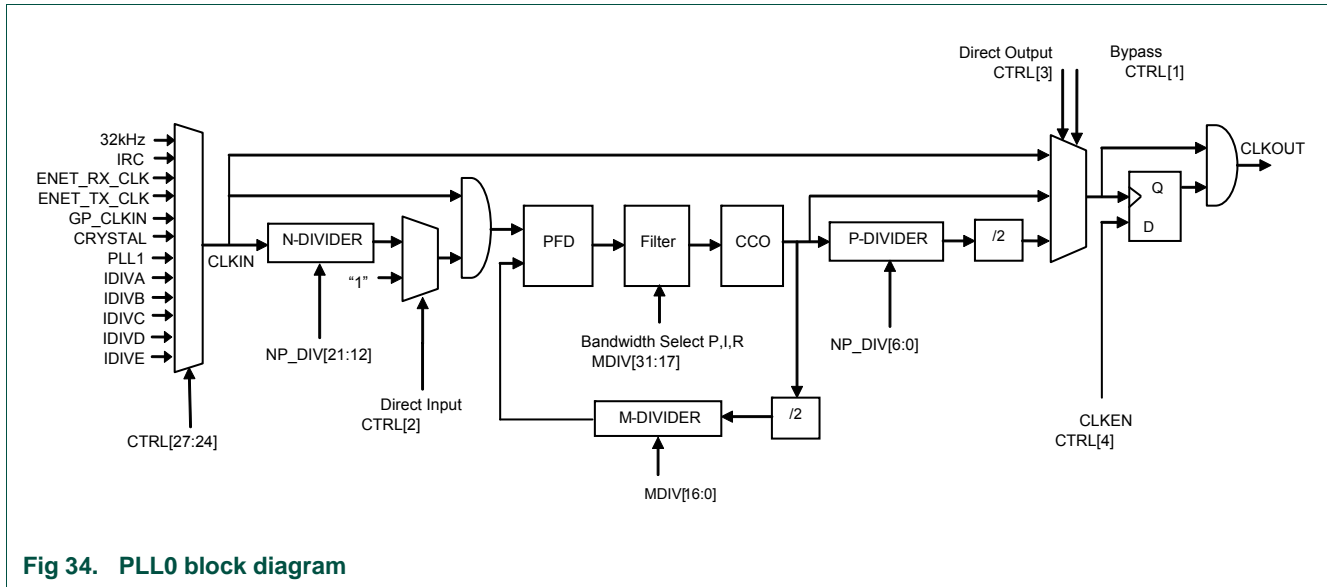 Direct Output
CTRL[3]
Bypass
CTRL[1]
32kHz
IRC
ENET_RX_CLK
ENET_TX_CLK
GP_CLKIN
CRYSTAL
PLL1
IDIVA
IDIVB
IDIVC
IDIVD
IDIVE
CTRL[27:24]
CLKIN
N-DIVIDER
NP_DIV[21:12]
“1”
Direct Input
CTRL[2]
PFD
Filter
Bandwidth Select P,I,R
MDIV[31:17]
CCO
P-DIVIDER
NP_DIV[6:0]
/2
M-DIVIDER
/2
MDIV[16:0]
Q
D
CLKOUT
CLKEN
CTRL[4]
Fig 34. PLL0 block diagram